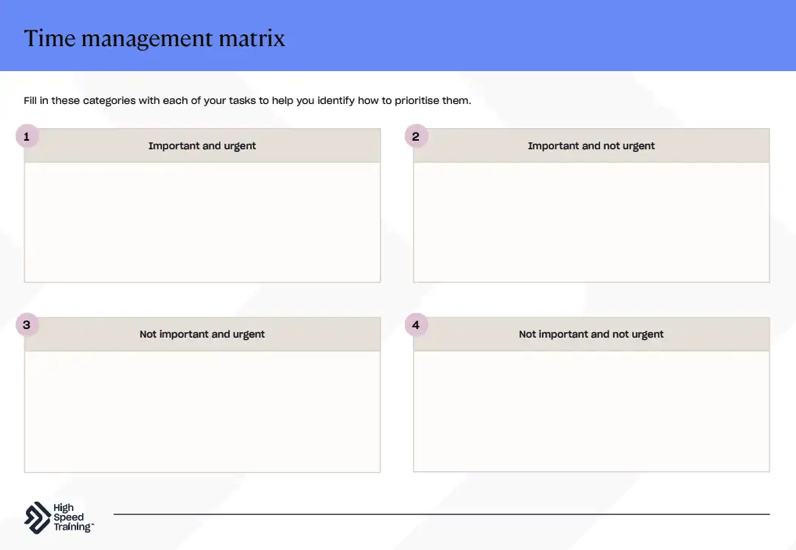 Time management matrix
Fill in these categories with each of your tasks to help you identify how to prioritise them.
1
Important and urgent
2
Important and not urgent
3
Not important and urgent
4
Not important and not urgent
High
Speed
Training™